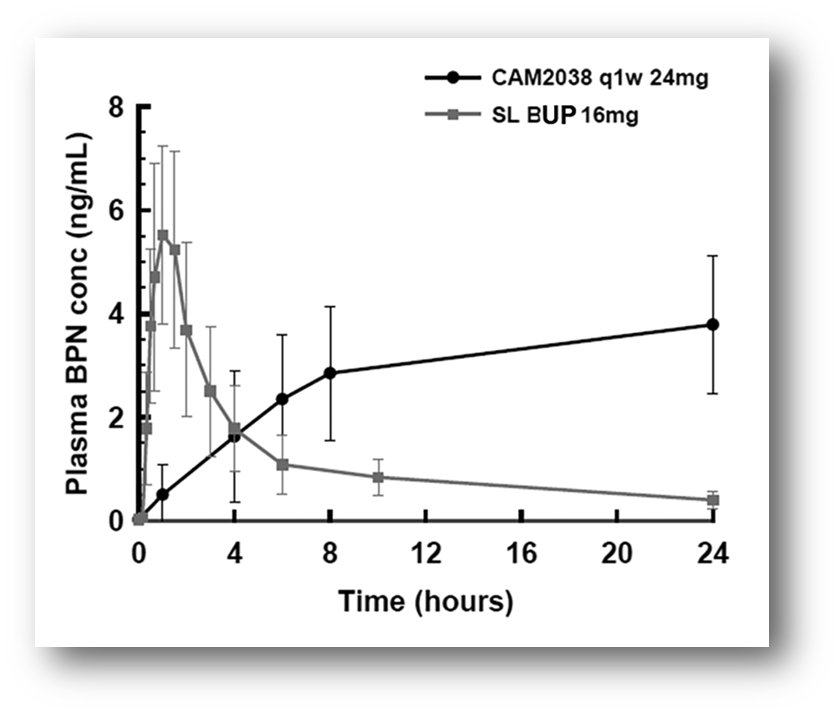 CAM2038 q1w 24mg
SL BUP 16mg
Plasma BPN conc (ng/mL)
8
6
4
2
0
0 4 8 12 16 20 24
Time (hours)